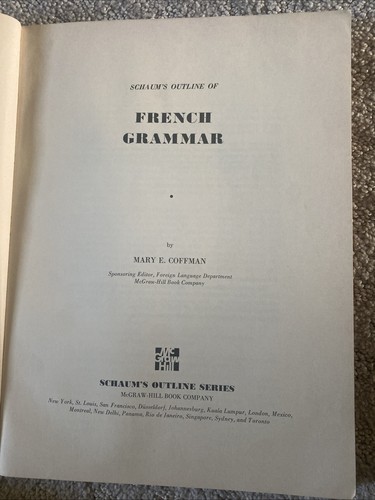 SCHAUM'S OUTLINE OF
FRENCH
GRAMMAR
by
MARY E. COFFMAN
Sponsoring Editor, Foreign Language Department
McGraw-Hill Book Company
Mc
Graw
Hill
SCHAUM'S OUTLINE SERIES
McGRAW-HILL BOOK COMPANY
New York, St. Louis, San Francisco, Düsseldorf, Johannesburg, Kuala Lumpur, London, Mexico,
Montreal, New Delhi, Panama, Rio de Janeiro, Singapore, Sydney, and Toronto